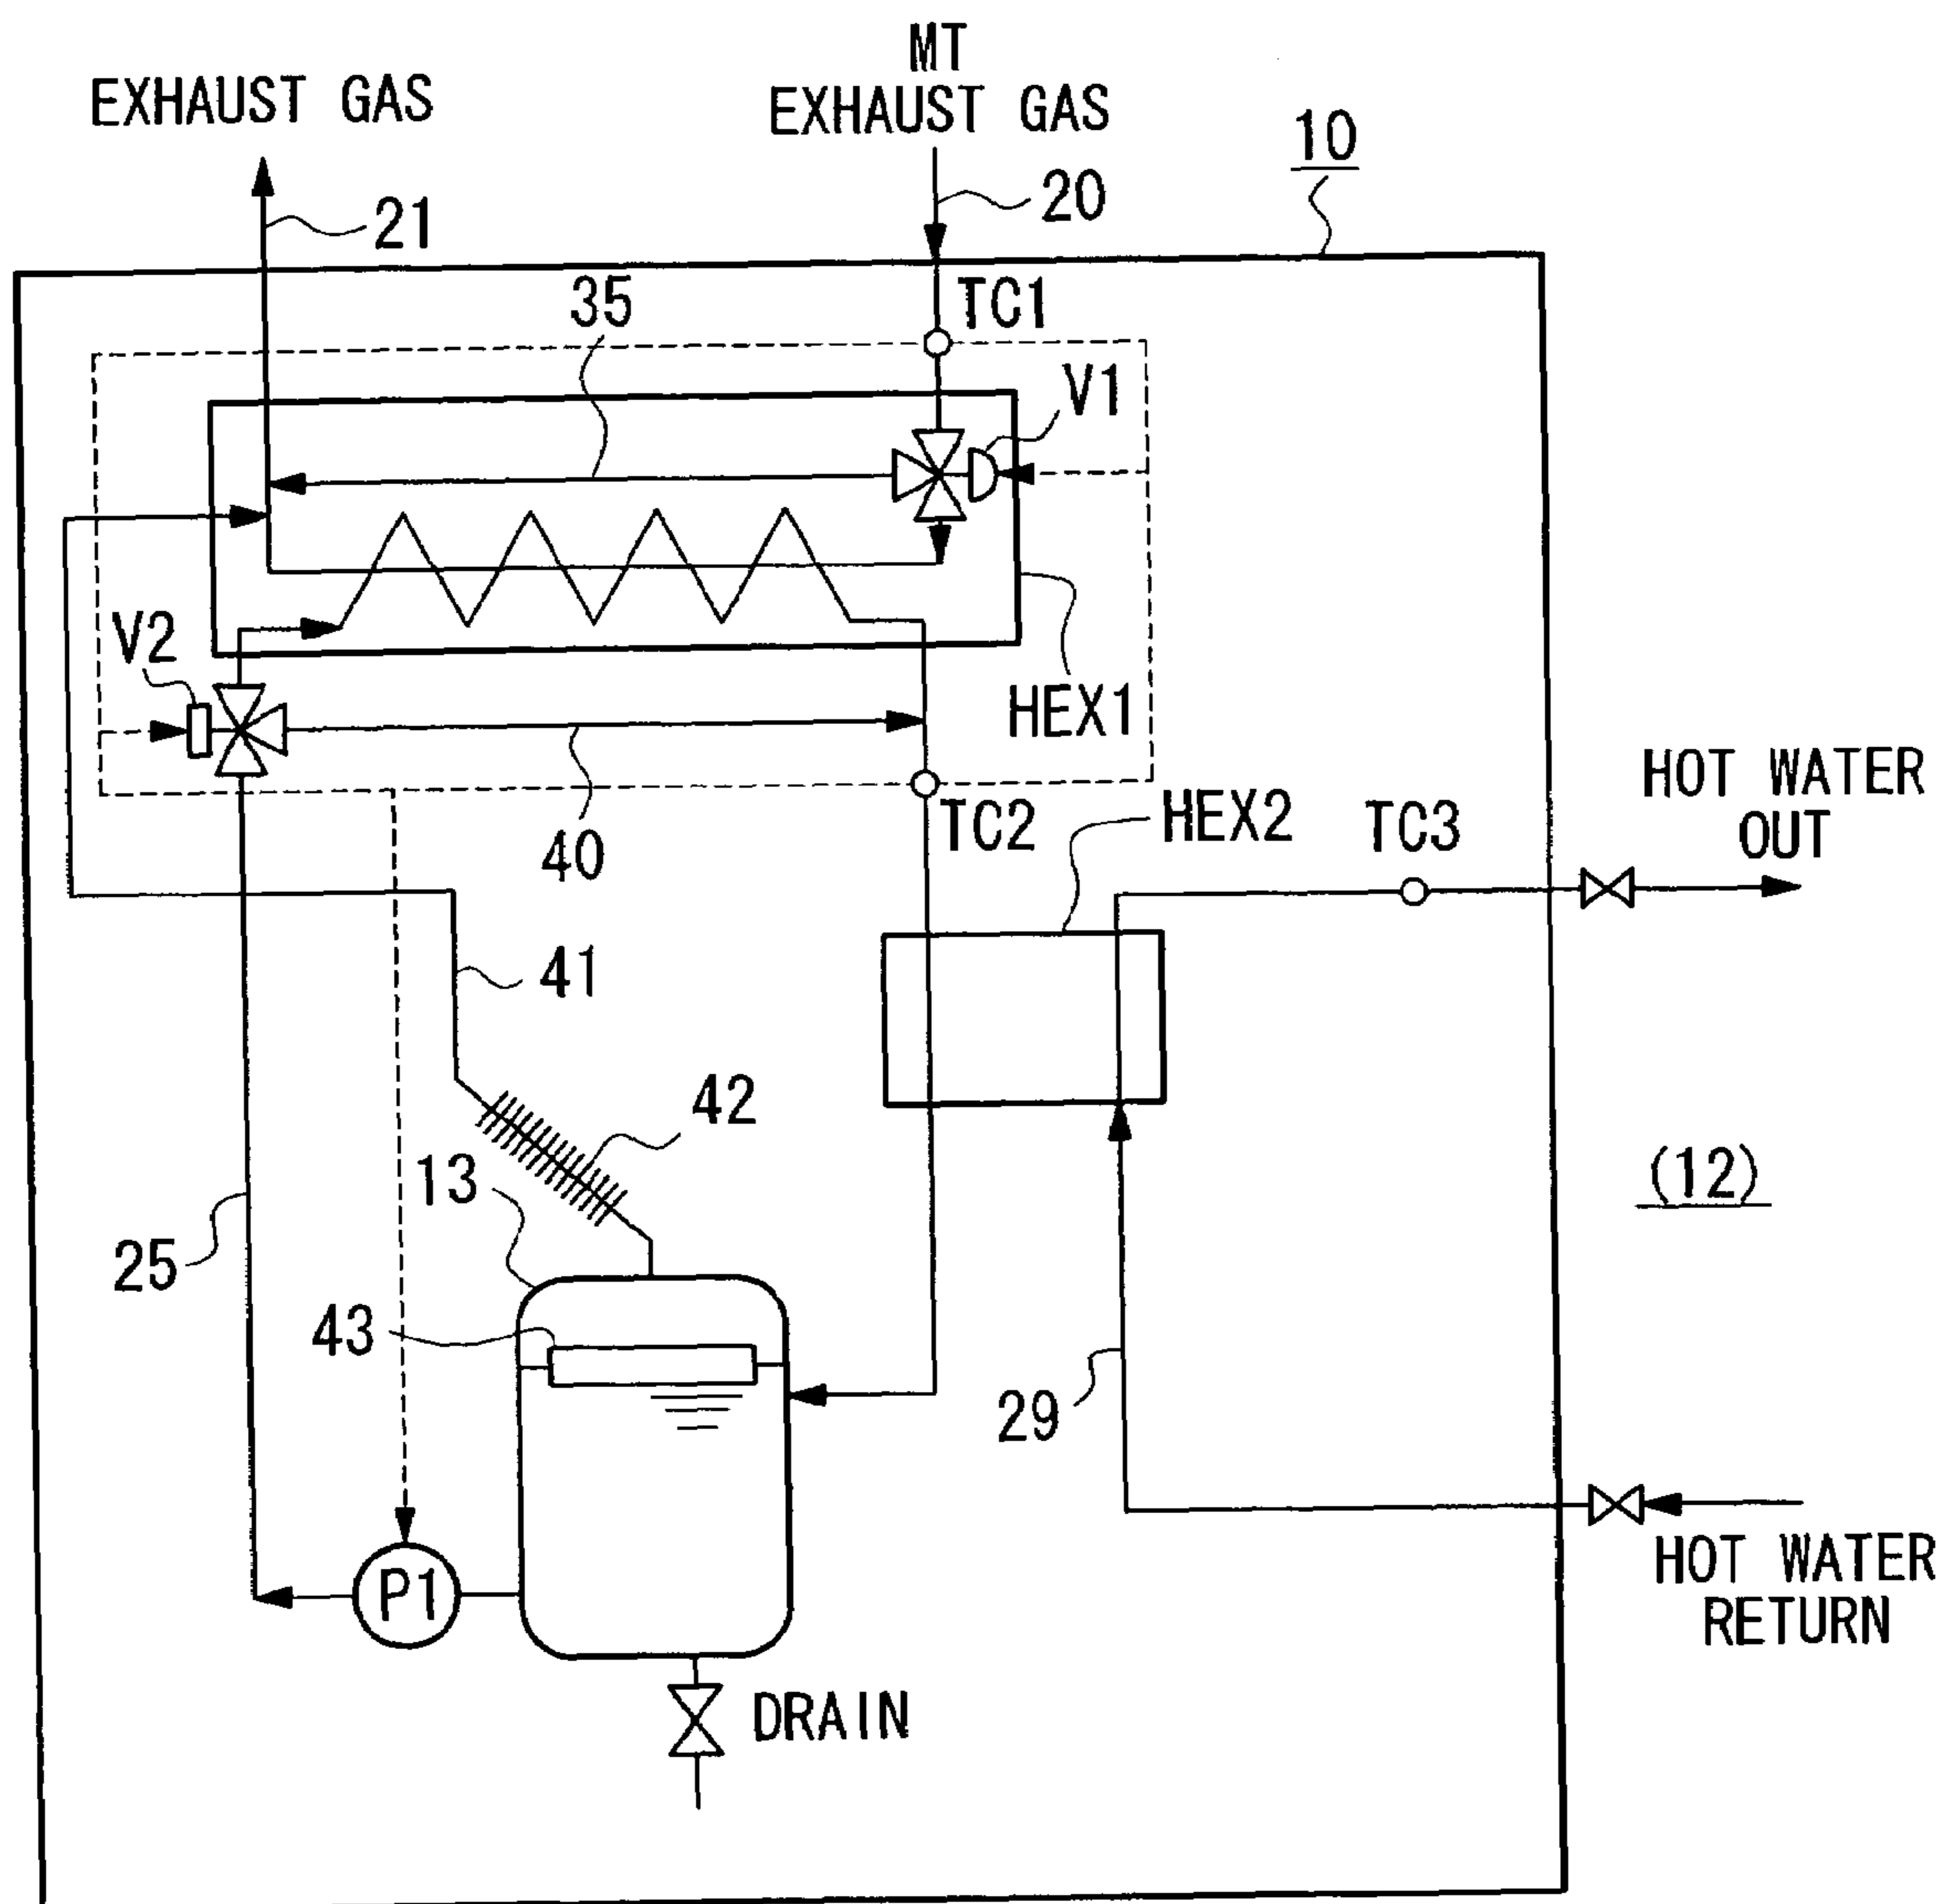 MT
EXHAUST GAS
EXHAUST GAS
10
20
21
35
TC1
V1
V2
HEX1
HOT WATER
OUT
TC2
HEX2
TC3
40
41
42
13
(12)
25
43
29
P1
HOT WATER
RETURN
DRAIN